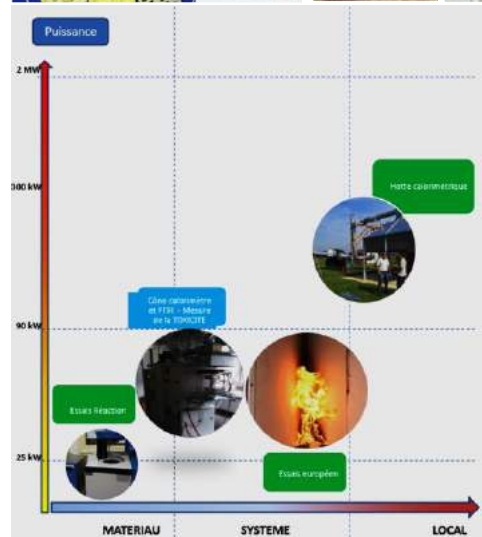 Puissance
2 MW
300 kW
Hotte calorimétrique
Cône calorimètre
et FTIR - Mesure
de la TOXICITE
90 kW
Essais Réaction
Essais européen
25 kW
MATERIAU
SYSTEME
LOCAL